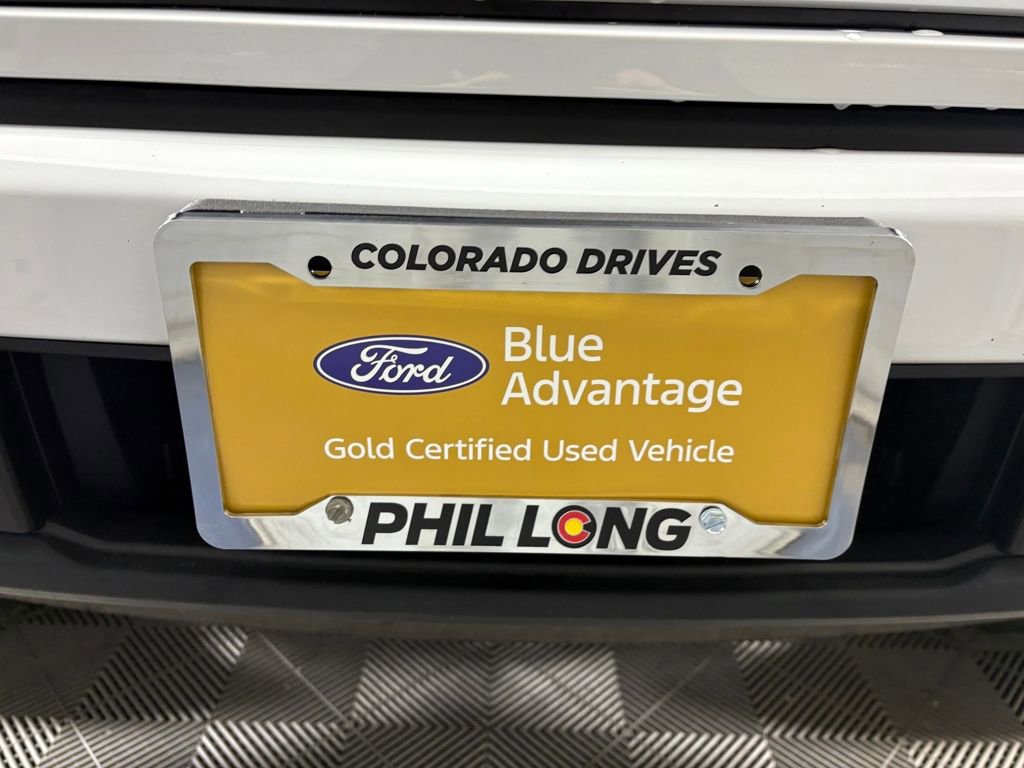 COLORADO DRIVES
Ford
Blue
Advantage
Gold Certified Used Vehicle
PHIL LONG